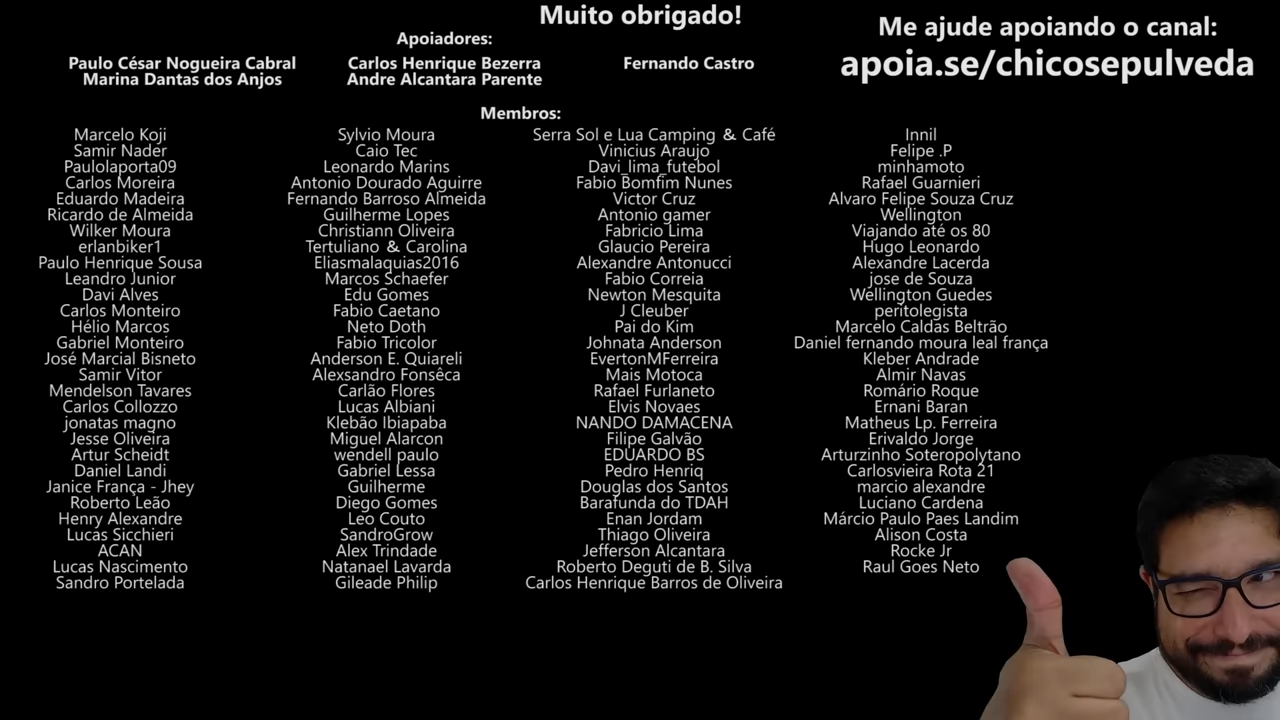 Muito obrigado!
Me ajude apoiando o canal:
apoia.se/chicosepulveda
Apoiadores:
Paulo César Nogueira Cabral
Marina Dantas dos Anjos
Carlos Henrique Bezerra
Andre Alcantara Parente
Fernando Castro
Membros:
Marcelo Koji
Samir Nader
Paulolaporta09
Carlos Moreira
Eduardo Madeira
Ricardo de Almeida
Wilker Moura
erlanbiker1
Paulo Henrique Sousa
Leandro Junior
Davi Alves
Carlos Monteiro
Hélio Marcos
Gabriel Monteiro
José Marcial Bisneto
Samir Vitor
Mendelson Tavares
Carlos Collozzo
jonatas magno
Jesse Oliveira
Artur Scheidt
Daniel Landi
Janice França - Jhey
Roberto Leão
Henry Alexandre
Lucas Sicchieri
ACAN
Lucas Nascimento
Sandro Portelada
Sylvio Moura
Caio Tec
Leonardo Marins
Antonio Dourado Aguirre
Fernando Barroso Almeida
Guilherme Lopes
Christiann Oliveira
Tertuliano & Carolina
Eliasmalaquias2016
Marcos Schaefer
Edu Gomes
Fabio Caetano
Neto Doth
Fabio Tricolor
Anderson E. Quiareli
Alexsandro Fonsêca
Carlão Flores
Lucas Albiani
Klebão Ibiapaba
Miguel Alarcon
wendell paulo
Gabriel Lessa
Guilherme
Diego Gomes
Leo Couto
SandroGrow
Alex Trindade
Natanael Lavarda
Gileade Philip
Serra Sol e Lua Camping & Café
Vinicius Araujo
Davi_lima_futebol
Fabio Bomfim Nunes
Victor Cruz
Antonio gamer
Fabricio Lima
Glaucio Pereira
Alexandre Antonucci
Fabio Correia
Newton Mesquita
J Cleuber
Pai do Kim
Johnata Anderson
EvertonMFerreira
Mais Motoca
Rafael Furlaneto
Elvis Novaes
NANDO DAMACENA
Filipe Galvão
EDUARDO BS
Pedro Henriq
Douglas dos Santos
Barafunda do TDAH
Enan Jordam
Thiago Oliveira
Jefferson Alcantara
Roberto Deguti de B. Silva
Carlos Henrique Barros de Oliveira
Innil
Felipe .P
minhamoto
Rafael Guarnieri
Alvaro Felipe Souza Cruz
Wellington
Viajando até os 80
Hugo Leonardo
Alexandre Lacerda
jose de Souza
Wellington Guedes
peritolegista
Marcelo Caldas Beltrão
Daniel fernando moura leal frança
Kleber Andrade
Almir Navas
Romário Roque
Ernani Baran
Matheus Lp. Ferreira
Erivaldo Jorge
Arturzinho Soteropolytano
Carlosvieira Rota 21
marcio alexandre
Luciano Cardena
Márcio Paulo Paes Landim
Alison Costa
Rocke Jr
Raul Goes Neto